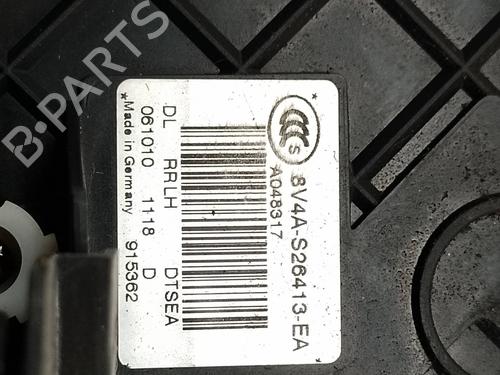 B-PARTS
S
8V4A-S26413-EA
A048317
DL RRLH DTSEA
061010 1118 D
*Made in Germany 915362